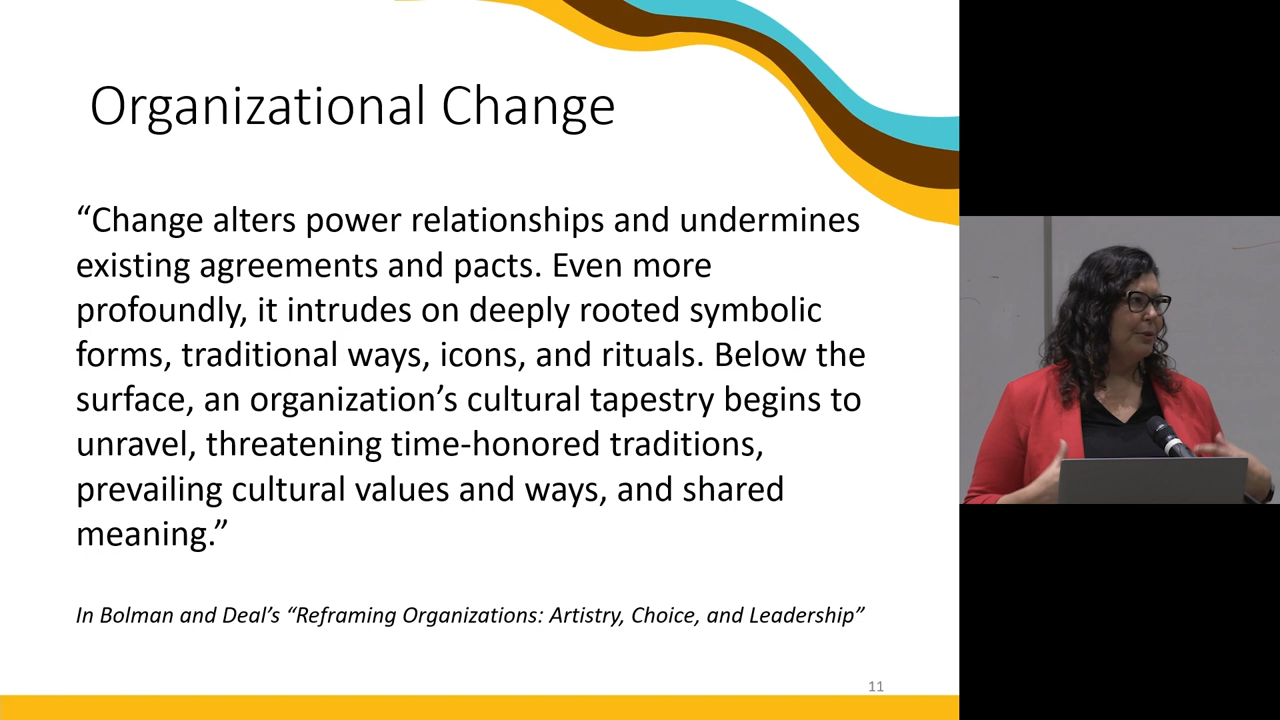 Organizational Change
“Change alters power relationships and undermines
existing agreements and pacts. Even more
profoundly, it intrudes on deeply rooted symbolic
forms, traditional ways, icons, and rituals. Below the
surface, an organization’s cultural tapestry begins to
unravel, threatening time-honored traditions,
prevailing cultural values and ways, and shared
meaning.”
In Bolman and Deal’s “Reframing Organizations: Artistry, Choice, and Leadership”
11